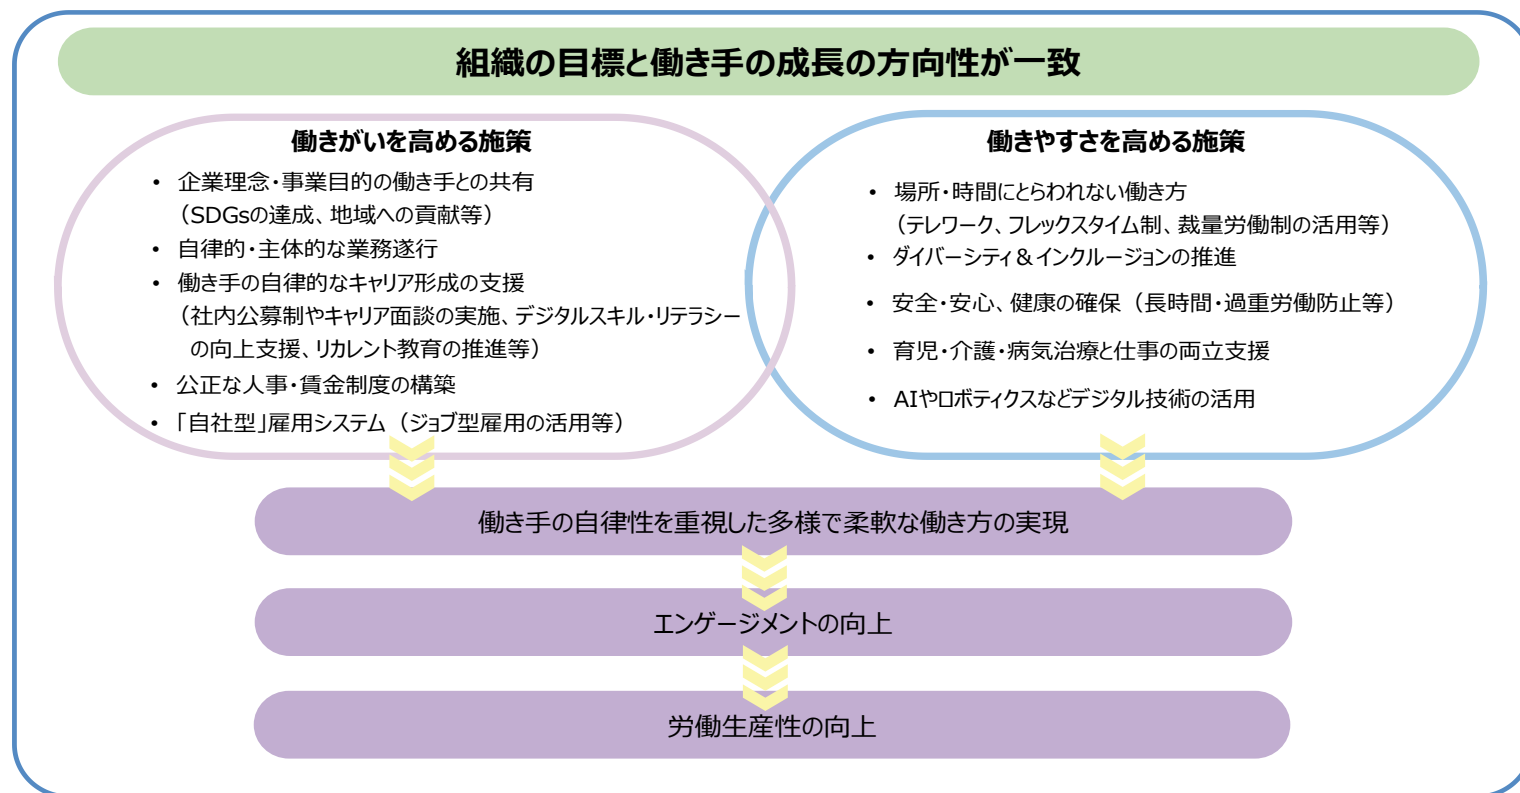 組織の目標と働き手の成長の方向性が一致
働きがいを高める施策
• 企業理念・事業目的の働き手との共有
（SDGsの達成、地域への貢献等）
• 自律的・主体的な業務遂行
• 働き手の自律的なキャリア形成の支援
（社内公募制やキャリア面談の実施、デジタルスキル・リテラシー
の向上支援、リカレント教育の推進等）
• 公正な人事・賃金制度の構築
• 「自社型」雇用システム（ジョブ型雇用の活用等）
働きやすさを高める施策
• 場所・時間にとらわれない働き方
（テレワーク、フレックスタイム制、裁量労働制の活用等）
• ダイバーシティ＆インクルージョンの推進
• 安全・安心、健康の確保（長時間・過重労働防止等）
• 育児・介護・病気治療と仕事の両立支援
• AIやロボティクスなどデジタル技術の活用
働き手の自律性を重視した多様で柔軟な働き方の実現
エンゲージメントの向上
労働生産性の向上